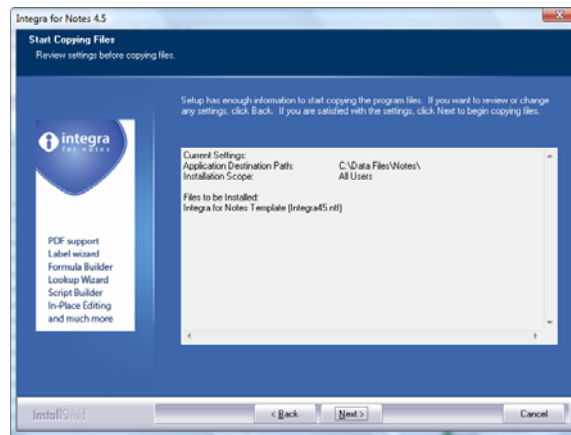 Integra for Notes 4.5
Start Copying Files
Review settings before copying files.
Setup has enough information to start copying the program files. If you want to review or change
any settings, click Back. If you are satisfied with the settings, click Next to begin copying files.
integra
for notes
Current Settings:
Application Destination Path: C:\Data Files\Notes\
Installation Scope: All Users
Files to be Installed:
Integra for Notes Template (Integra45.ntf)
PDF support
Label wizard
Formula Builder
Lookup Wizard
Script Builder
In-Place Editing
and much more
InstallShield
< Back
Next >
Cancel